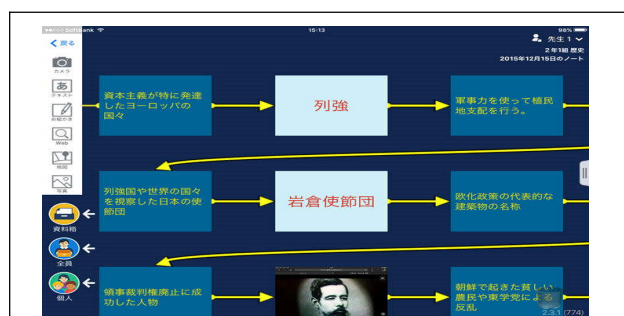 SoftBank
15:13
98%
戻る
先生1
2年1組 歴史
2015年12月15日のノート
カメラ
あ
テキスト
お絵かき
Web
地図
写真
資料箱
全員
個人
資本主義が特に発達
したヨーロッパの
国々
列強
軍事力を使って植民
地支配を行う。
列強国や世界の国々
を視察した日本の使
節団
岩倉使節団
欧化政策の代表的な
建築物の名称
領事裁判権廃止に成
功した人物
朝鮮で起きた貧しい
農民や東学党による
反乱
2.3.1 (774)